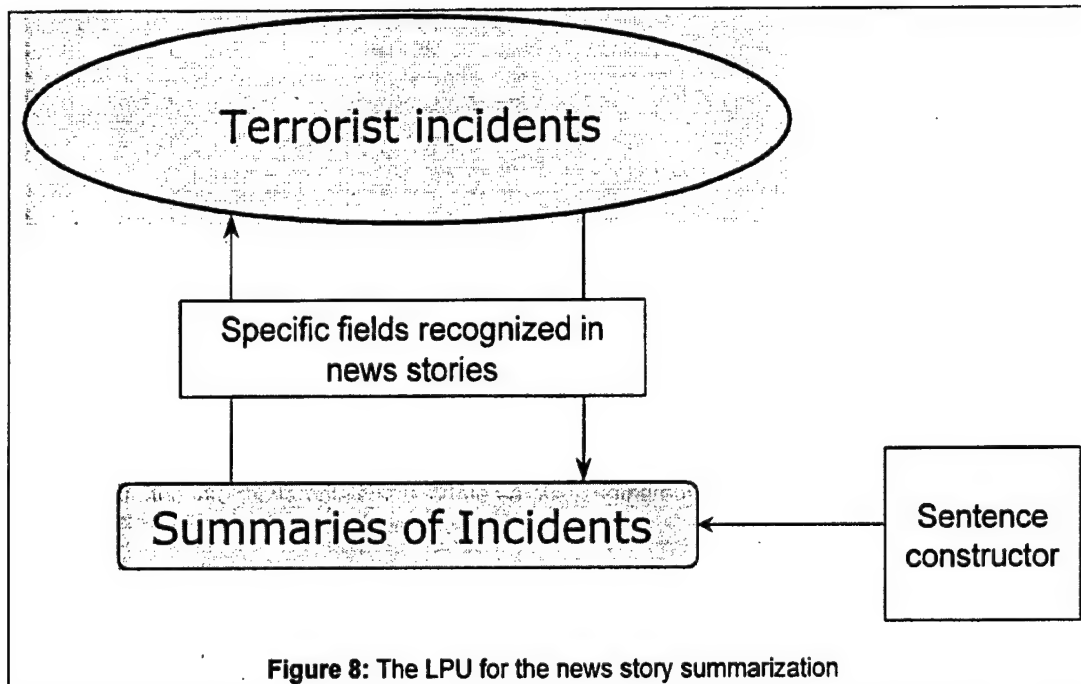 Terrorist incidents
Specific fields recognized in
news stories
Summaries of Incidents
Sentence
constructor
Figure 8: The LPU for the news story summarization